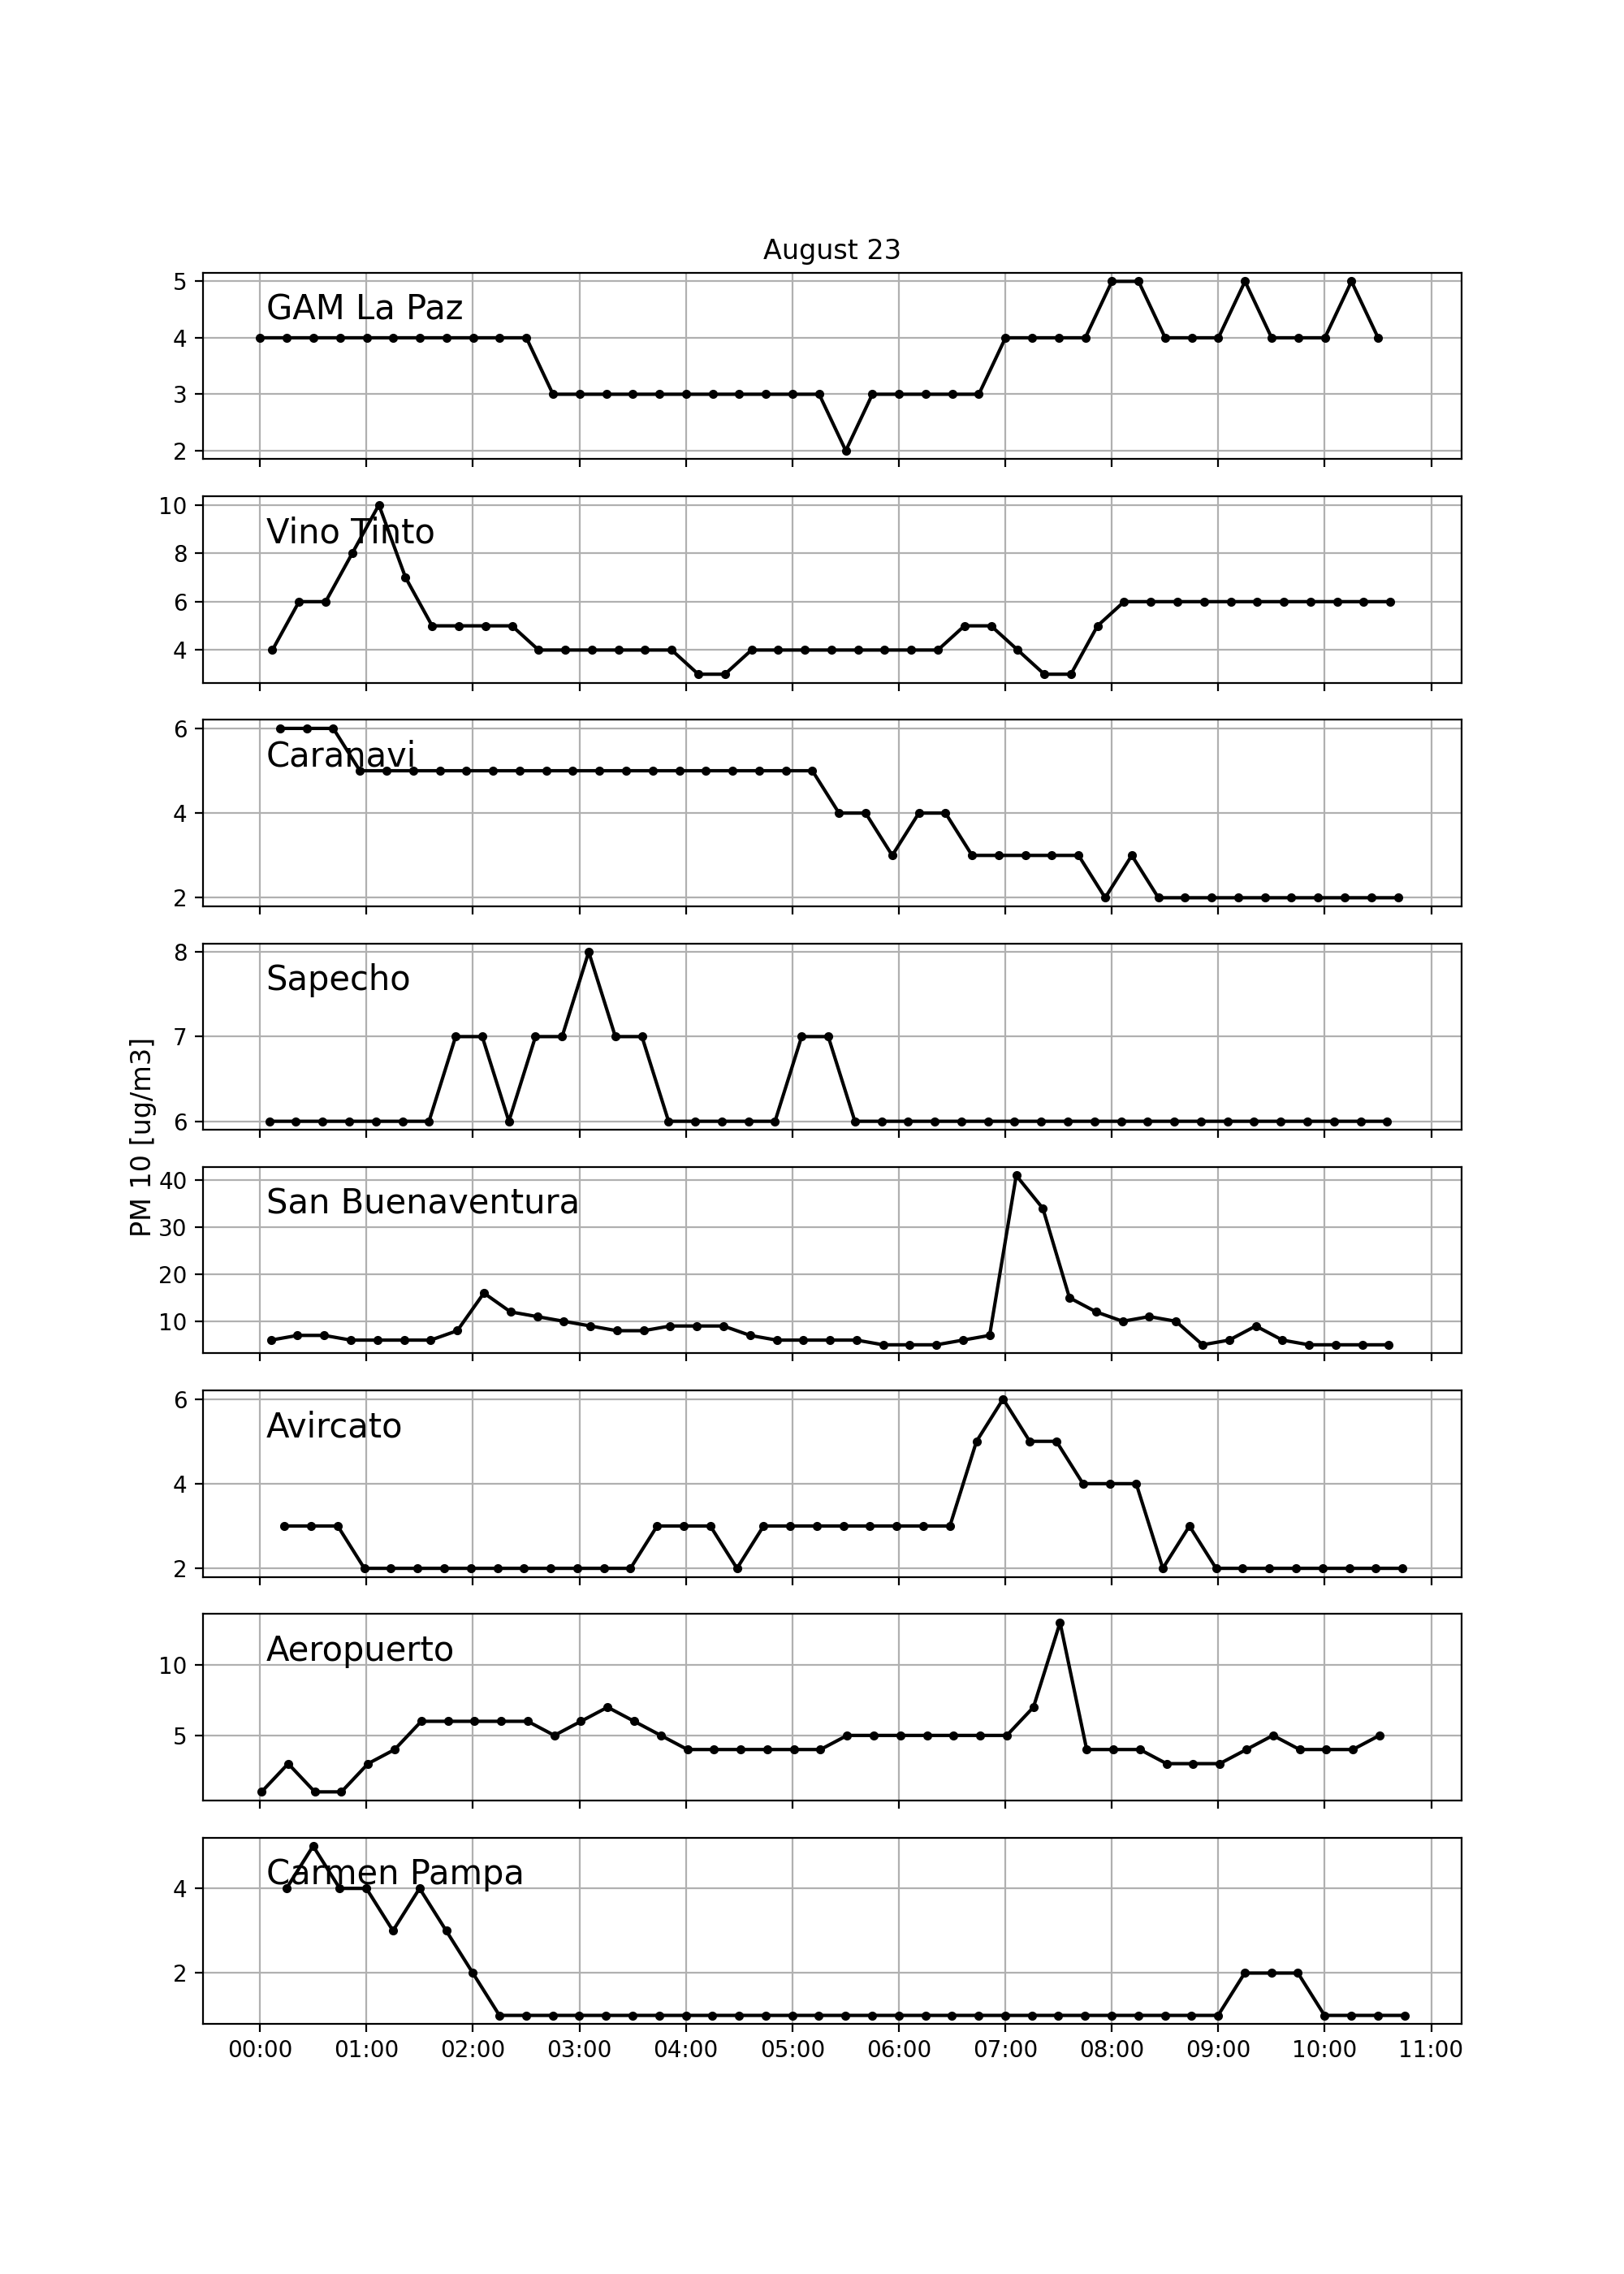 August 23
PM 10 [ug/m3]
GAM La Paz
5
4
3
2
Vino Tinto
10
8
6
4
Caranavi
6
4
2
Sapecho
8
7
6
San Buenaventura
40
30
20
10
Avircato
6
4
2
Aeropuerto
10
5
Carmen Pampa
4
2
00:00 01:00 02:00 03:00 04:00 05:00 06:00 07:00 08:00 09:00 10:00 11:00